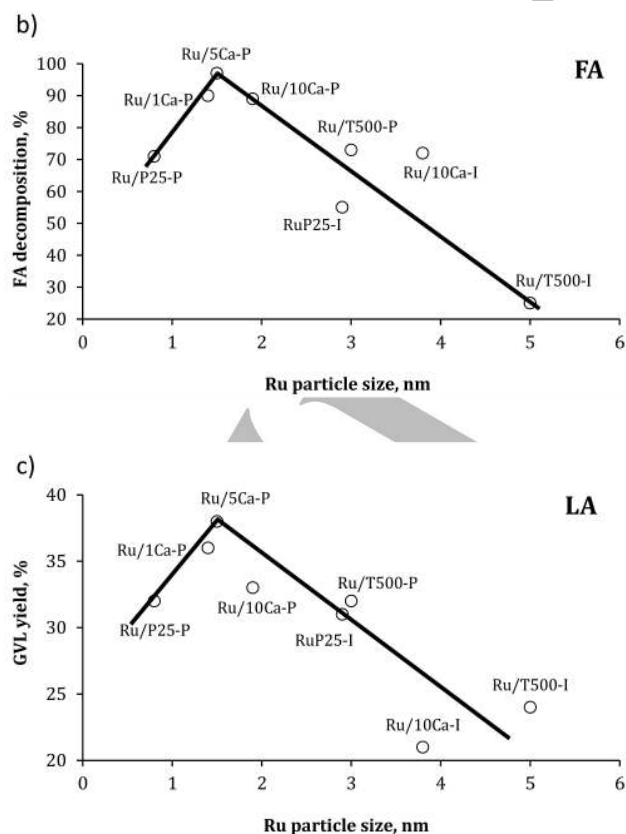 b)
FA
FA decomposition, %
100
90
80
70
60
50
40
30
20
Ru/5Ca-P
Ru/1Ca-P
Ru/10Ca-P
Ru/P25-P
Ru/T500-P
Ru/10Ca-I
RuP25-I
Ru/T500-I
0 1 2 3 4 5 6
Ru particle size, nm
c)
LA
GVL yield, %
40
35
30
25
20
Ru/5Ca-P
Ru/1Ca-P
Ru/10Ca-P
Ru/P25-P
Ru/T500-P
RuP25-I
Ru/T500-I
Ru/10Ca-I
0 1 2 3 4 5 6
Ru particle size, nm